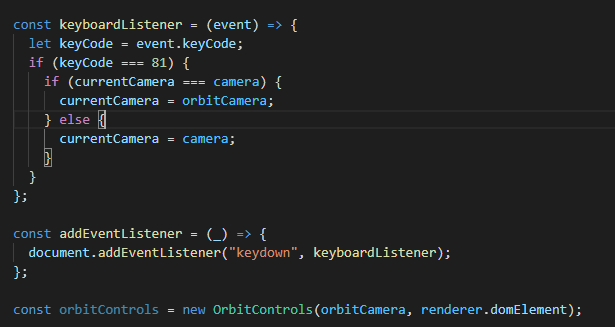 const keyboardListener = (event) => {
let keyCode = event.keyCode;
if (keyCode === 81) {
if (currentCamera === camera) {
currentCamera = orbitCamera;
} else {
currentCamera = camera;
}
}
};
const addEventListener = (_) => {
document.addEventListener("keydown", keyboardListener);
};
const orbitControls = new OrbitControls(orbitCamera, renderer.domElement);